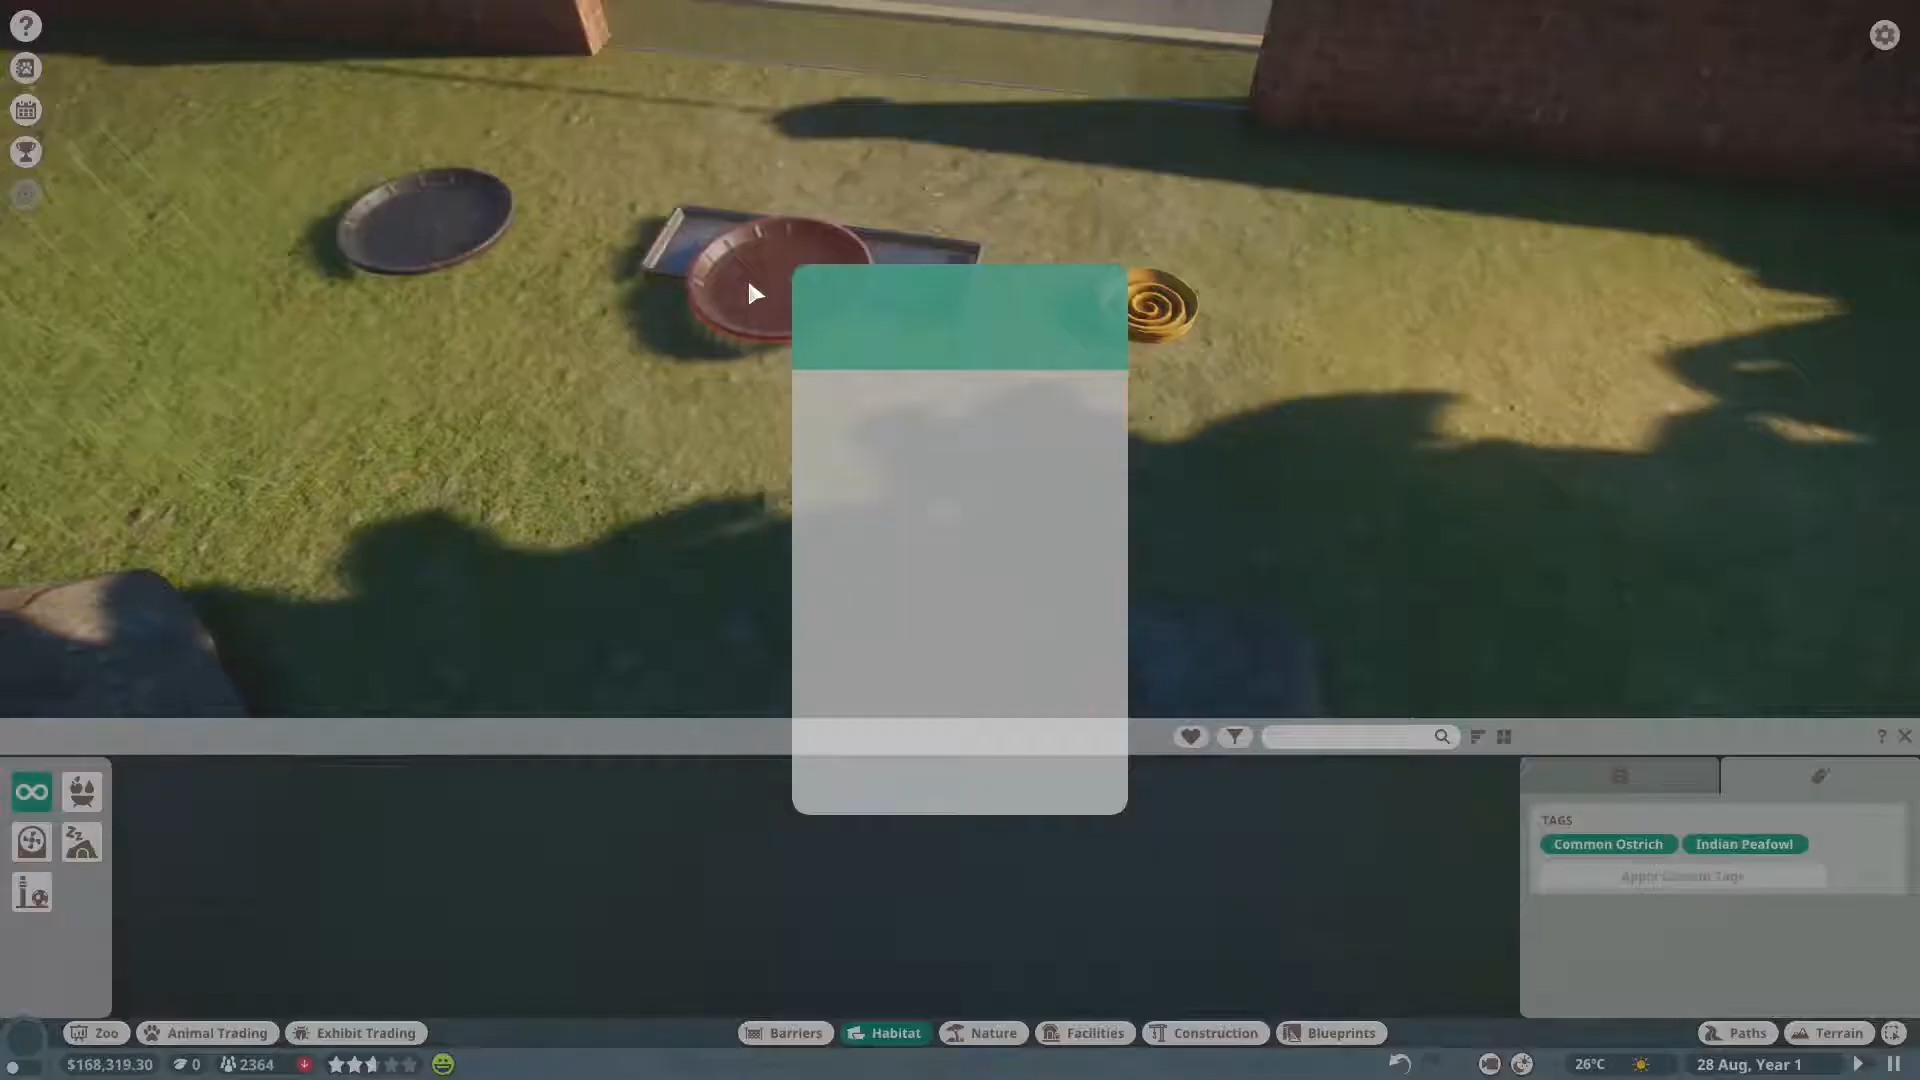 TAGS
Common Ostrich Indian Peafowl
Zoo Animal Trading Exhibit Trading Barriers Habitat Nature Facilities Construction Blueprints Paths Terrain
$168,319.30 0 2364 26°C 28 Aug, Year 1